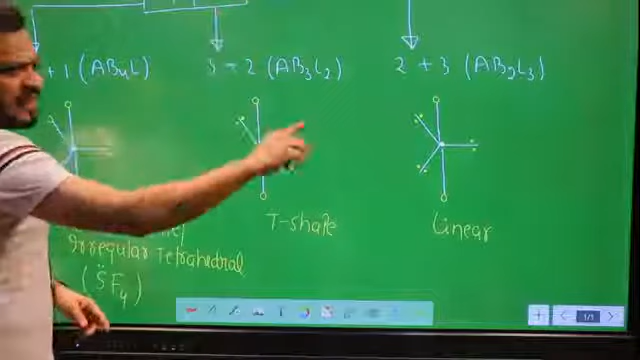 + 1 (AB4L)
3 + 2 (AB3L2)
2 + 3 (AB2L3)
T-shape
Linear
Irregular Tetrahedral
(SF4)
1/1